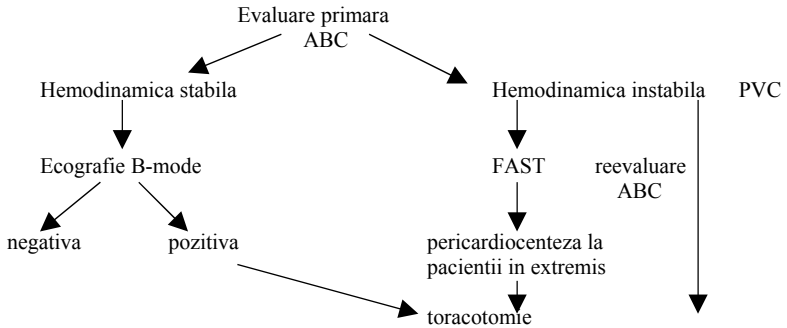 Evaluare primara
ABC
Hemodinamica stabila
Hemodinamica instabila PVC
Ecografie B-mode
FAST
reevaluare
ABC
negativa
pozitiva
pericardiocenteza la
pacientii in extremis
toracotomie